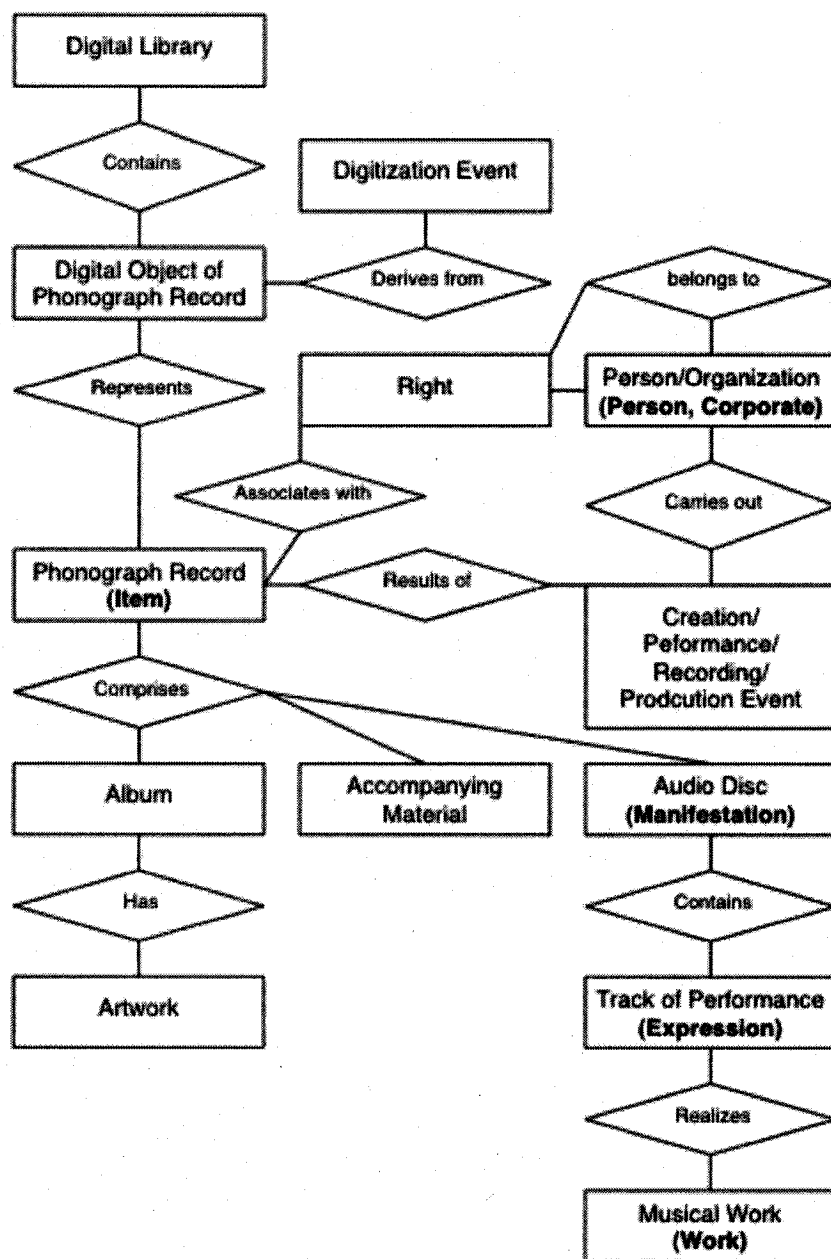 Digital Library
Contains
Digitization Event
Digital Object of
Phonograph Record
Derives from
belongs to
Represents
Right
Person/Organization
(Person, Corporate)
Associates with
Carries out
Phonograph Record
(Item)
Results of
Creation/
Peformance/
Recording/
Prodcution Event
Comprises
Album
Accompanying
Material
Audio Disc
(Manifestation)
Has
Contains
Artwork
Track of Performance
(Expression)
Realizes
Musical Work
(Work)